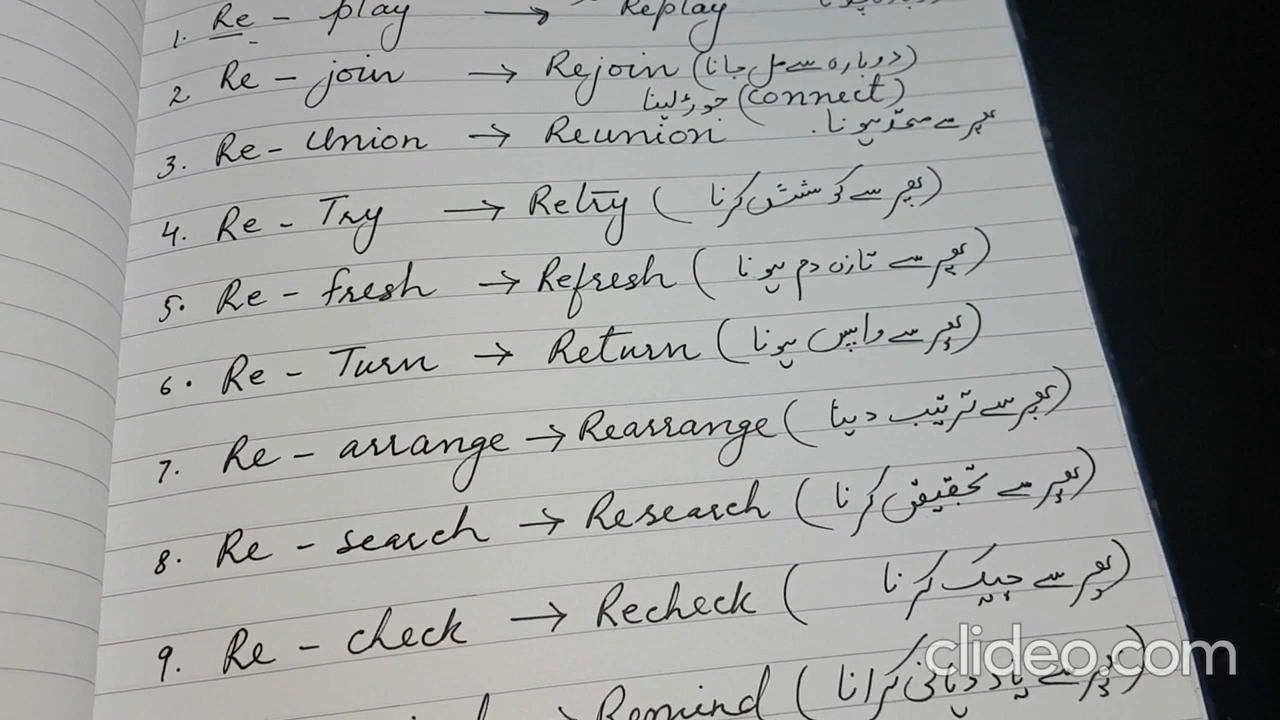 1. Re - play → Replay
2 Re - join → Rejoin (دوبارہ سے مل جانا)
جوڑ لینا (connect)
3. Re - Union → Reunion پھر سے متحد ہونا.
4. Re - Try → Retry (پھر سے کوشش کرنا)
5. Re - fresh → Refresh (پھر سے تازہ دم ہونا)
6. Re - Turn → Return (پھر سے واپس ہونا)
7. Re - arrange → Rearrange (پھر سے ترتیب دینا)
8. Re - search → Research (پھر سے تحقیق کرنا)
9. Re - check → Recheck (پھر سے چیک کرنا)
→ Remind (پھر سے یاد دہانی کرانا)
clideo.com